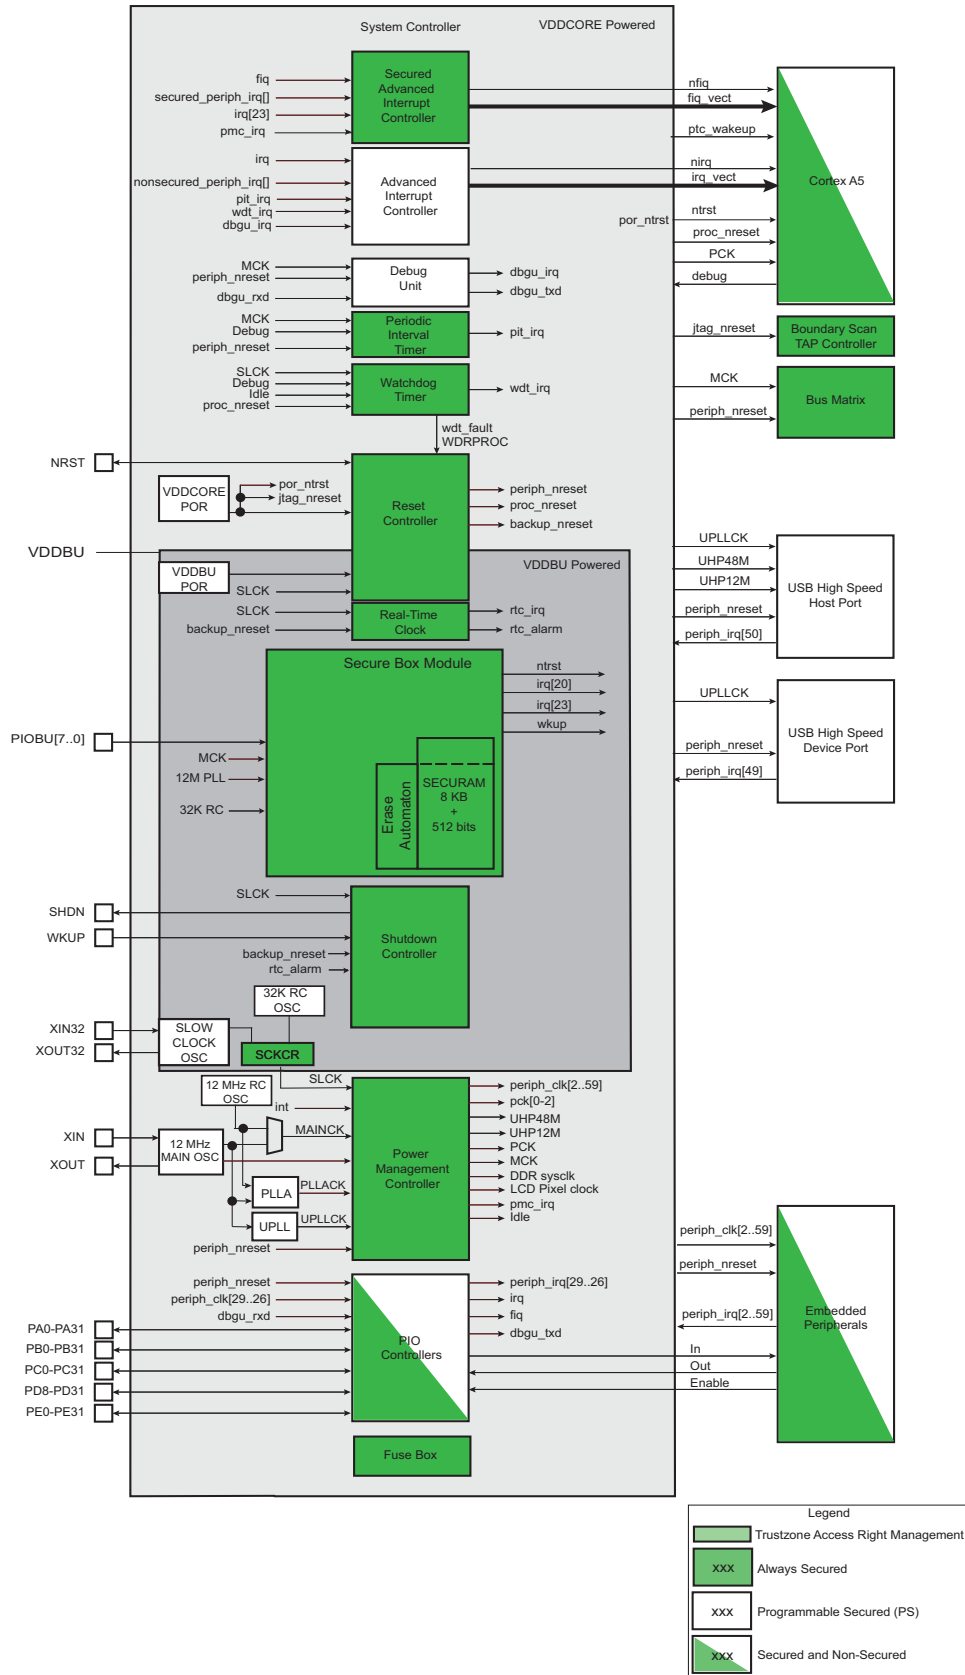 System Controller
VDDCORE Powered
fiq
secured_periph_irq[]
irq[23]
pmc_irq
Secured
Advanced
Interrupt
Controller
nfiq
fiq_vect
ptc_wakeup
irq
nonsecured_periph_irq[]
pit_irq
wdt_irq
dbgu_irq
Advanced
Interrupt
Controller
nirq
irq_vect
Cortex A5
por_ntrst
ntrst
proc_nreset
PCK
debug
MCK
periph_nreset
dbgu_rxd
Debug
Unit
dbgu_irq
dbgu_txd
MCK
Debug
periph_nreset
Periodic
Interval
Timer
pit_irq
jtag_nreset
Boundary Scan
TAP Controller
SLCK
Debug
Idle
proc_nreset
Watchdog
Timer
wdt_irq
MCK
periph_nreset
Bus Matrix
wdt_fault
WDRPROC
NRST
VDDCORE
POR
por_ntrst
jtag_nreset
Reset
Controller
periph_nreset
proc_nreset
backup_nreset
VDDBU
VDDBU Powered
VDDBU
POR
SLCK
UPLLCK
UHP48M
UHP12M
periph_nreset
periph_irq[50]
USB High Speed
Host Port
SLCK
backup_nreset
Real-Time
Clock
rtc_irq
rtc_alarm
Secure Box Module
ntrst
irq[20]
irq[23]
wkup
UPLLCK
periph_nreset
periph_irq[49]
USB High Speed
Device Port
PIOBU[7..0]
MCK
12M PLL
32K RC
Erase
Automaton
SECURAM
8 KB
+
512 bits
SLCK
SHDN
WKUP
backup_nreset
rtc_alarm
Shutdown
Controller
32K RC
OSC
XIN32
XOUT32
SLOW
CLOCK
OSC
SCKCR
SLCK
12 MHz RC
OSC
int
XIN
XOUT
12 MHz
MAIN OSC
MAINCK
PLLA
PLLACK
UPLL
UPLLCK
periph_nreset
Power
Management
Controller
periph_clk[2..59]
pck[0-2]
UHP48M
UHP12M
PCK
MCK
DDR sysclk
LCD Pixel clock
pmc_irq
Idle
periph_nreset
periph_clk[29..26]
dbgu_rxd
PA0-PA31
PB0-PB31
PC0-PC31
PD8-PD31
PE0-PE31
PIO
Controllers
periph_irq[29..26]
irq
fiq
dbgu_txd
periph_clk[2..59]
periph_nreset
periph_irq[2..59]
In
Out
Enable
Embedded
Peripherals
Fuse Box
Legend
Trustzone Access Right Management
xxx
Always Secured
xxx
Programmable Secured (PS)
xxx
Secured and Non-Secured